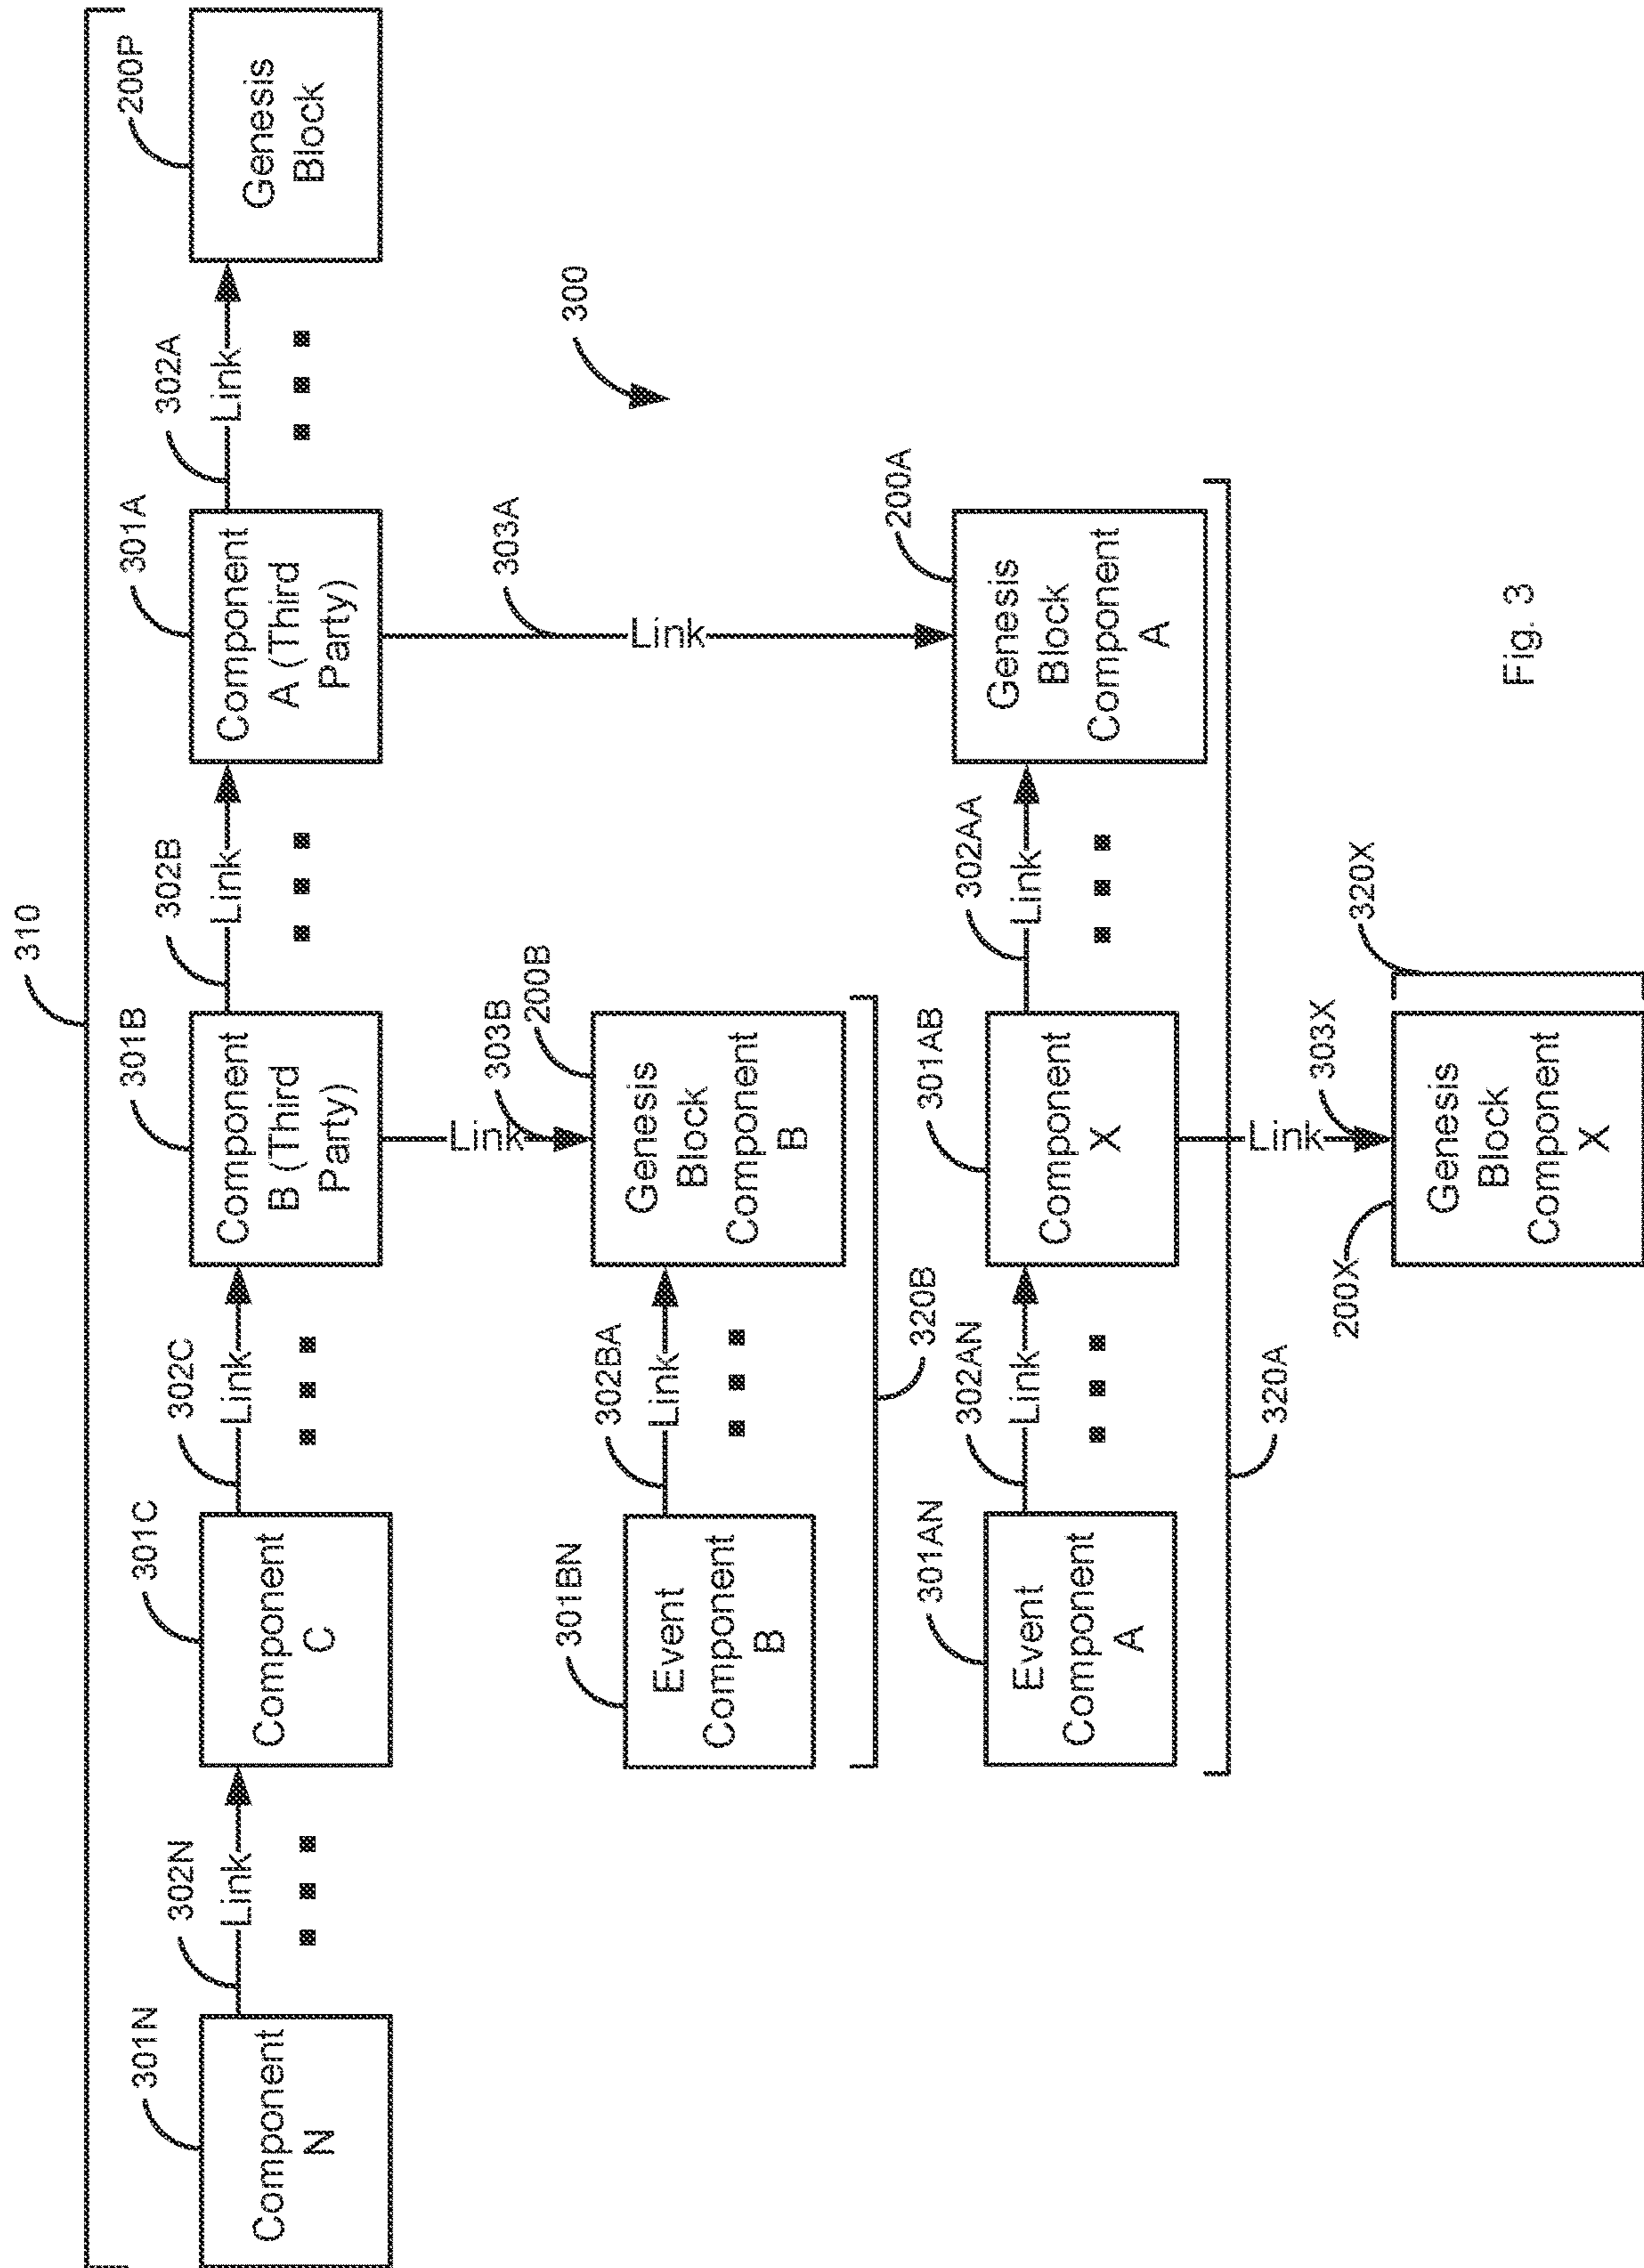 310
301N
302N
301C
302C
301B
302B
301A
302A
200P
Component
N
Link
Component
C
Link
Component
B (Third
Party)
Link
Component
A (Third
Party)
Link
Genesis
Block
Link
303B
Link
303A
300
301BN
302BA
200B
Event
Component
B
Link
Genesis
Block
Component
B
320B
301AN
302AN
301AB
302AA
200A
Event
Component
A
Link
Component
X
Link
Genesis
Block
Component
A
320A
Link
303X
320X
200X
Genesis
Block
Component
X
Fig. 3